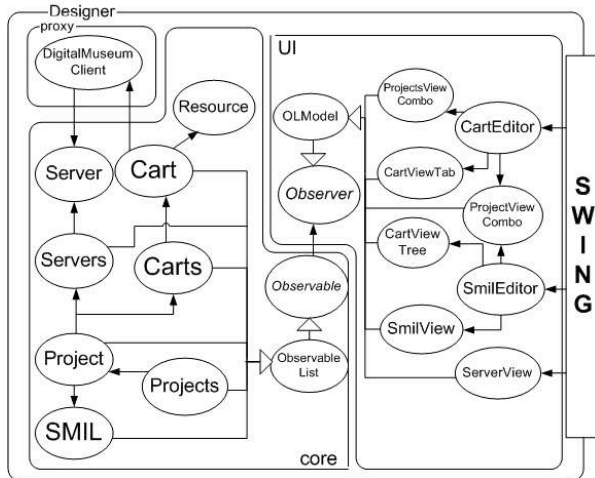 Designer
proxy
DigitalMuseum
Client
UI
Resource
OLModel
ProjectsView
Combo
CartEditor
Server
Cart
Observer
CartViewTab
ProjectView
Combo
Servers
Carts
Observable
CartView
Tree
SmilEditor
SmilView
Project
Projects
Observable
List
ServerView
SMIL
core
SWING